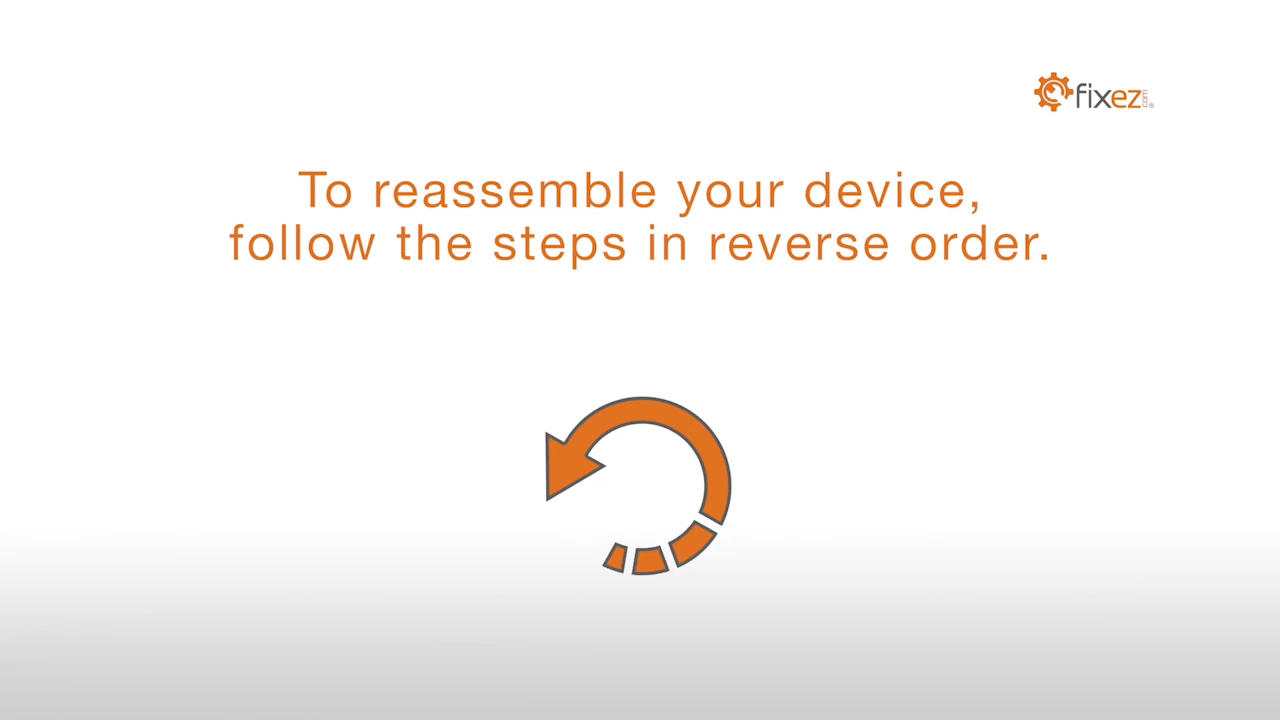 fixez.com®
To reassemble your device,
follow the steps in reverse order.